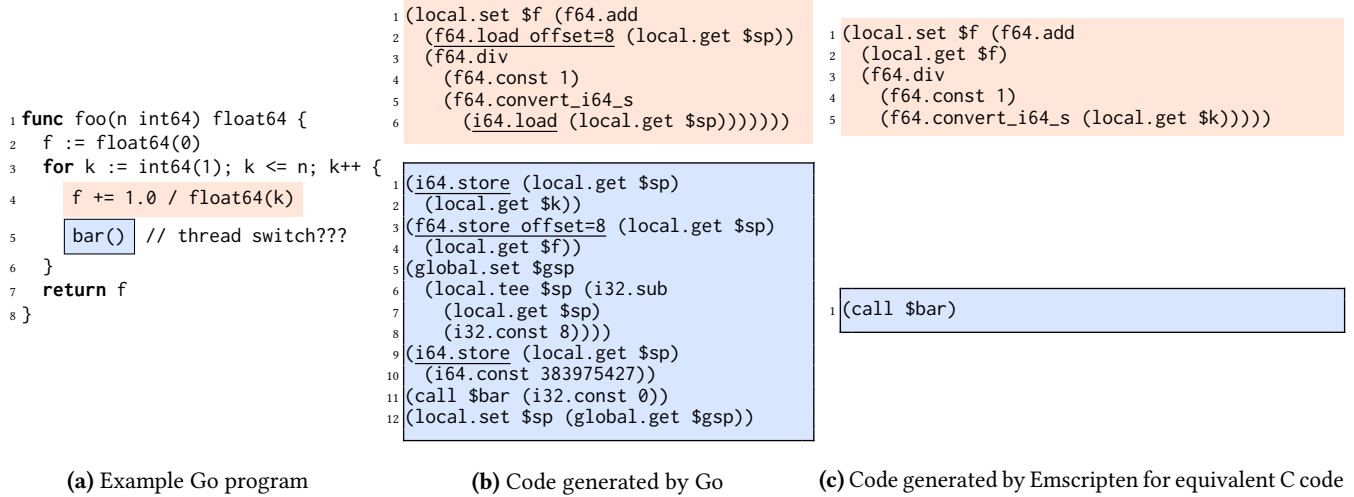 1 func foo(n int64) float64 {
2 f := float64(0)
3 for k := int64(1); k <= n; k++ {
4 f += 1.0 / float64(k)
5 bar() // thread switch???
6 }
7 return f
8 }
(a) Example Go program
1 (local.set $f (f64.add
2 (f64.load offset=8 (local.get $sp))
3 (f64.div
4 (f64.const 1)
5 (f64.convert_i64_s
6 (i64.load (local.get $sp)))))))
1 (i64.store (local.get $sp)
2 (local.get $k))
3 (f64.store offset=8 (local.get $sp)
4 (local.get $f))
5 (global.set $gsp
6 (local.tee $sp (i32.sub
7 (local.get $sp)
8 (i32.const 8))))
9 (i64.store (local.get $sp)
10 (i64.const 383975427))
11 (call $bar (i32.const 0))
12 (local.set $sp (global.get $gsp))
(b) Code generated by Go
1 (local.set $f (f64.add
2 (local.get $f)
3 (f64.div
4 (f64.const 1)
5 (f64.convert_i64_s (local.get $k)))))
1 (call $bar)
(c) Code generated by Emscripten for equivalent C code